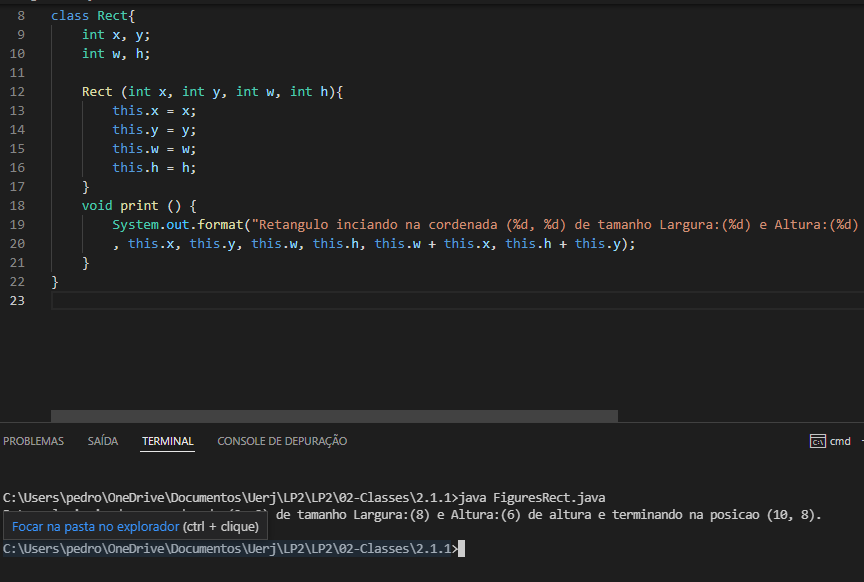 8 class Rect{
9 int x, y;
10 int w, h;
11
12 Rect (int x, int y, int w, int h){
13 this.x = x;
14 this.y = y;
15 this.w = w;
16 this.h = h;
17 }
18 void print () {
19 System.out.format("Retangulo inciando na cordenada (%d, %d) de tamanho Largura:(%d) e Altura:(%d)
20 , this.x, this.y, this.w, this.h, this.w + this.x, this.h + this.y);
21 }
22 }
23
PROBLEMAS SAÍDA TERMINAL CONSOLE DE DEPURAÇÃO cmd
C:\Users\pedro\OneDrive\Documentos\Uerj\LP2\LP2\02-Classes\2.1.1>java FiguresRect.java
de tamanho Largura:(8) e Altura:(6) de altura e terminando na posicao (10, 8).
Focar na pasta no explorador (ctrl + clique)
C:\Users\pedro\OneDrive\Documentos\Uerj\LP2\LP2\02-Classes\2.1.1>